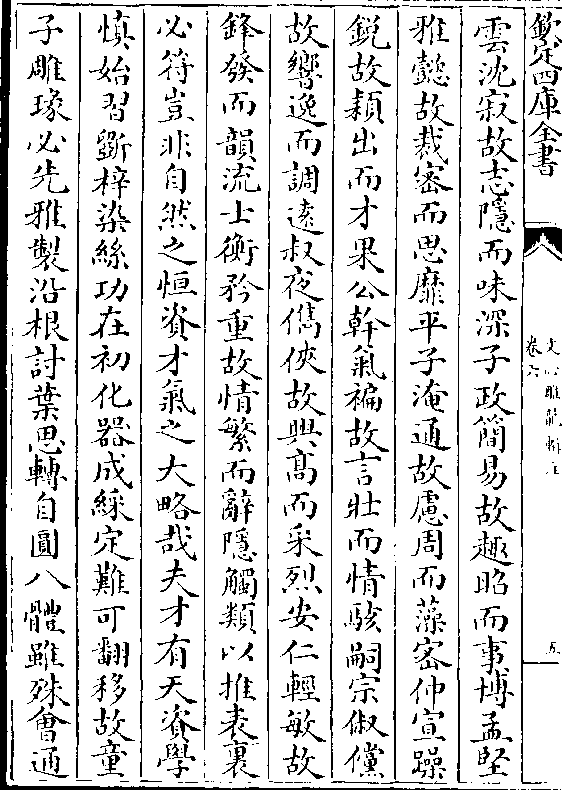 欽定四庫全書
文心雕龍輯注
卷六
五
雲沈寂故志隱而味深子政簡易故趣昭而事博孟堅
雅懿故裁密而思靡平子淹通故慮周而藻密仲宣躁
銳故穎出而才果公幹氣褊故言壯而情駭嗣宗俶儻
故響逸而調遠叔夜儁俠故興髙而采烈安仁輕敏故
鋒發而韻流士衡矜重故情繁而辭隱觸類以推表裏
必符豈非自然之恒資才氣之大略哉夫才有天資學
慎始習斲梓染絲功在初化器成綵定難可翻移故童
子雕瑑必先雅製沿根討葉思轉自圓八體雖殊會通